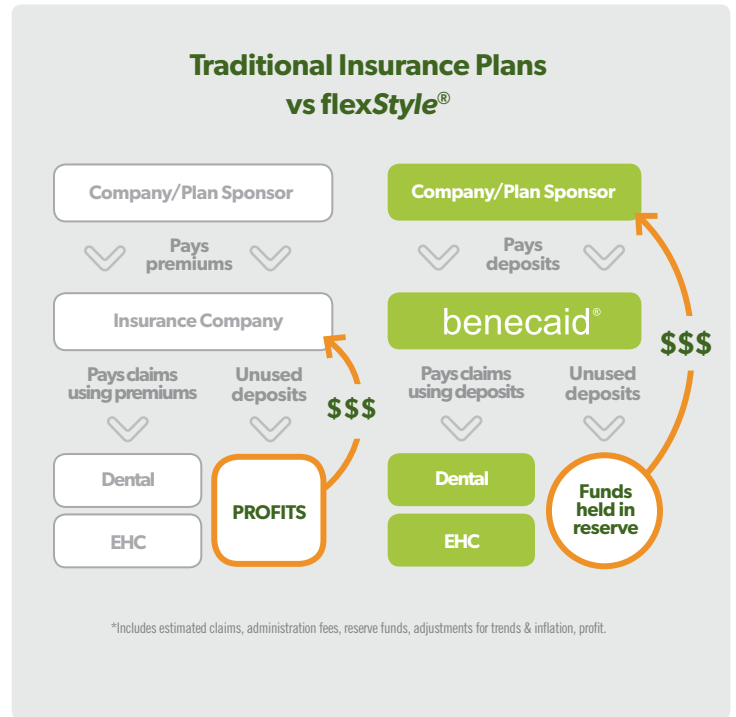 Traditional Insurance Plans
vs flexStyle®
Company/Plan Sponsor
Pays
premiums
Insurance Company
Pays claims
using premiums
Unused
deposits
$$$
Dental
EHC
PROFITS
Company/Plan Sponsor
Pays
deposits
benecaid®
Pays claims
using deposits
Unused
deposits
$$$
Dental
EHC
Funds
held in
reserve
*Includes estimated claims, administration fees, reserve funds, adjustments for trends & inflation, profit.